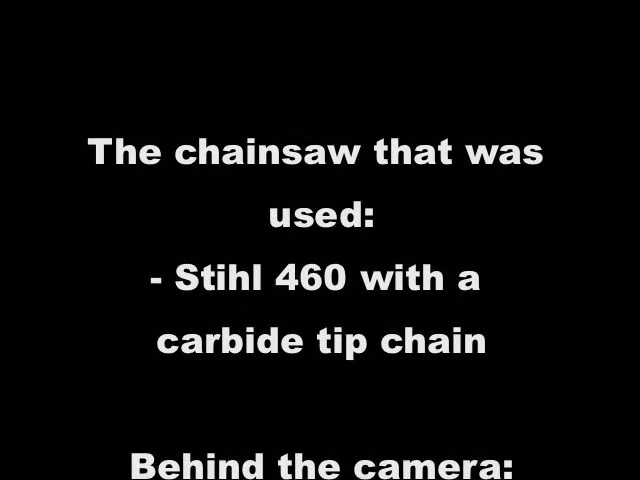 The chainsaw that was
used:
- Stihl 460 with a
carbide tip chain
Behind the camera: